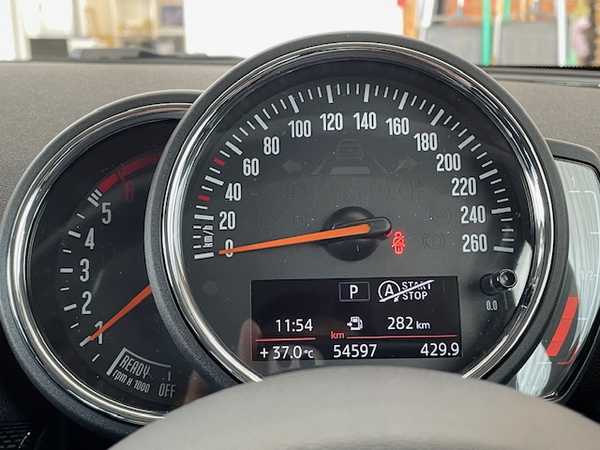 0 20 40 60 80 100 120 140 160 180 200 220 240 260
km/h
1 2 3 4 5 6
READY
OFF
rpm x 1000
P A START STOP
11:54 282 km
km
+ 37.0 °C 54597 429.9
0.0